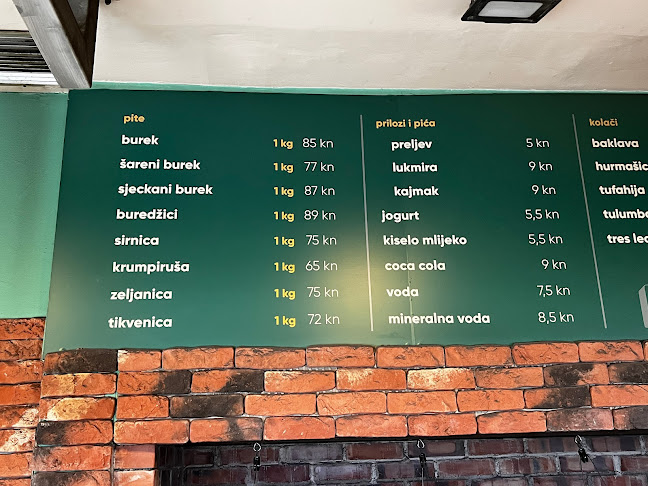 pite
burek 1 kg 85 kn
šareni burek 1 kg 77 kn
sjeckani burek 1 kg 87 kn
buredžici 1 kg 89 kn
sirnica 1 kg 75 kn
krumpiruša 1 kg 65 kn
zeljanica 1 kg 75 kn
tikvenica 1 kg 72 kn
prilozi i pića
preljev 5 kn
lukmira 9 kn
kajmak 9 kn
jogurt 5,5 kn
kiselo mlijeko 5,5 kn
coca cola 9 kn
voda 7,5 kn
mineralna voda 8,5 kn
kolači
baklava
hurmašic
tufahija
tulumb
tres lec